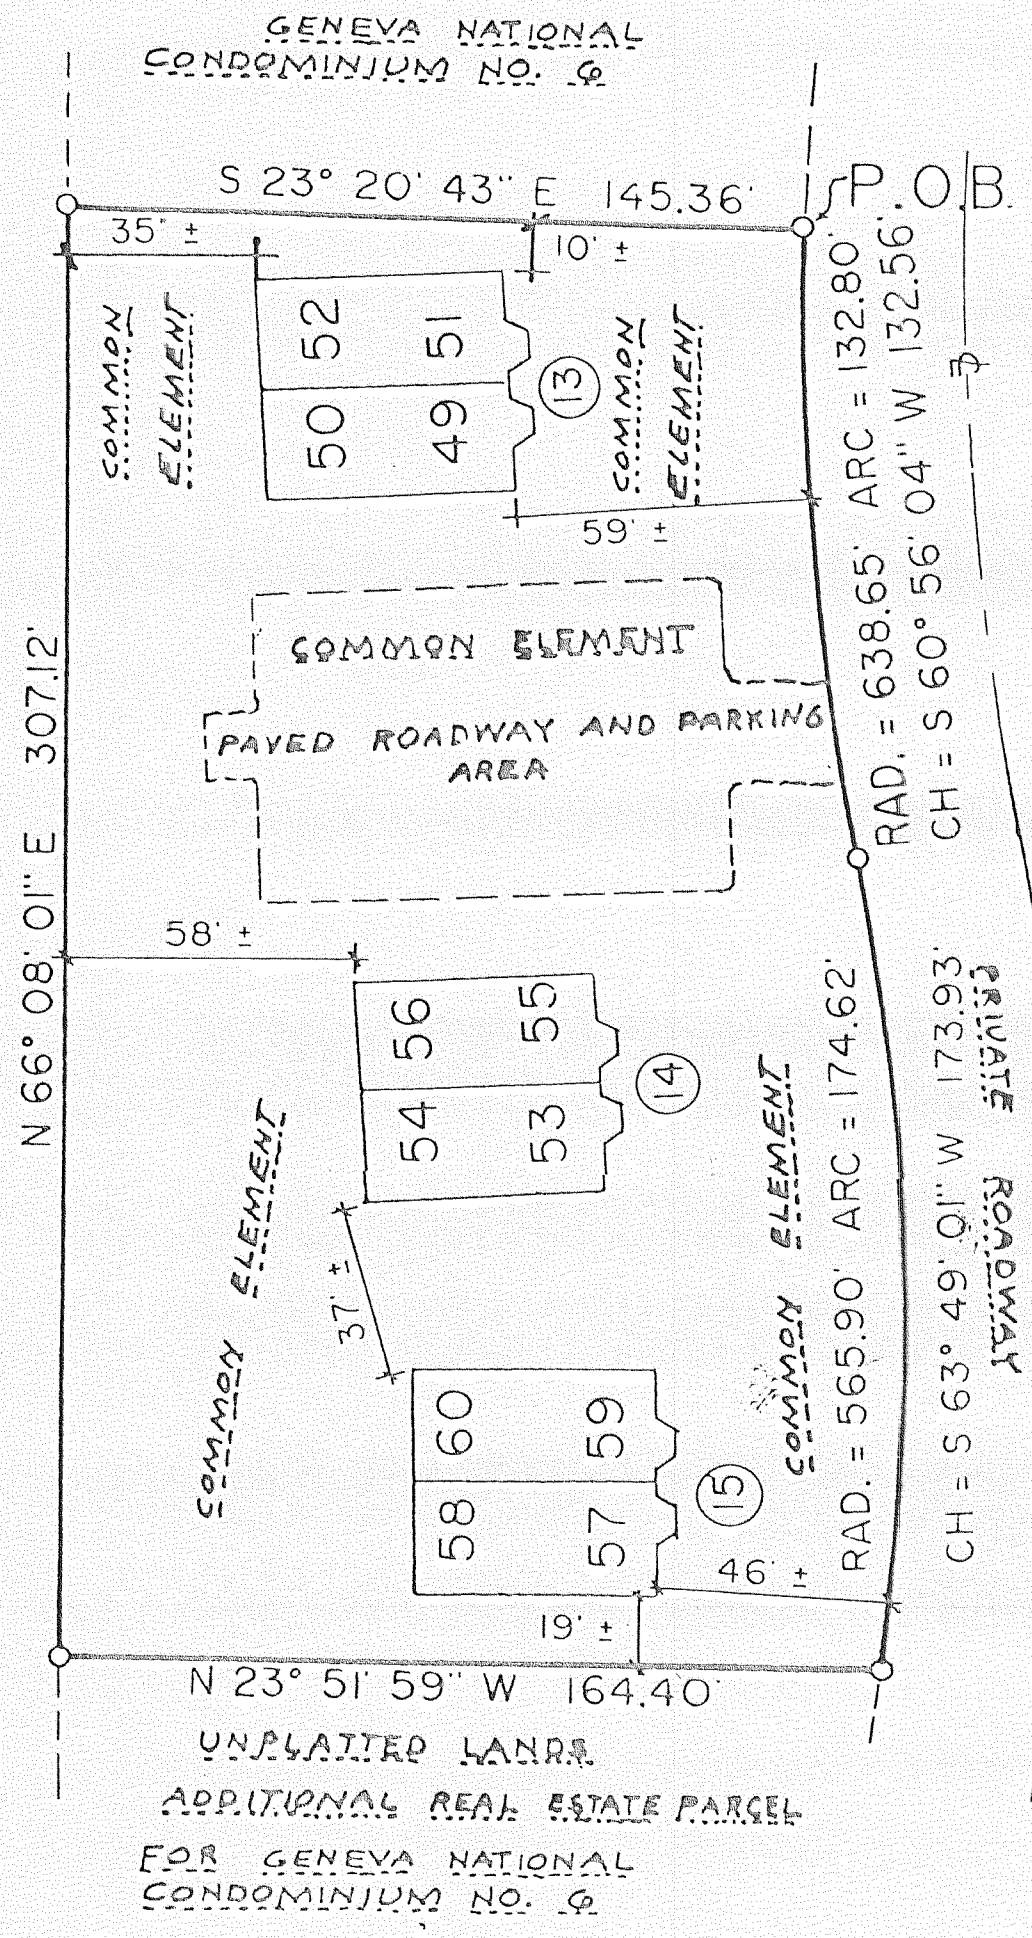 GENEVA NATIONAL
CONDOMINIUM NO. 6
S 23° 20' 43" E 145.36'
P.O.B.
35' ±
10' ±
COMMON
ELEMENT
52 51
50 49
13
COMMON
ELEMENT
59' ±
RAD. = 638.65' ARC = 132.80'
CH = S 60° 56' 04" W 132.56'
COMMON ELEMENT
PAVED ROADWAY AND PARKING
AREA
N 66° 08' 01" E 307.12'
58' ±
56 55
54 53
14
COMMON ELEMENT
37' ±
COMMON ELEMENT
RAD. = 565.90' ARC = 174.62'
CH = S 63° 49' 01" W 173.93'
PRIVATE ROADWAY
60 59
58 57
15
46' ±
19' ±
N 23° 51' 59" W 164.40'
UNPLATTED LANDS
ADDITIONAL REAL ESTATE PARCEL
FOR GENEVA NATIONAL
CONDOMINIUM NO. 6